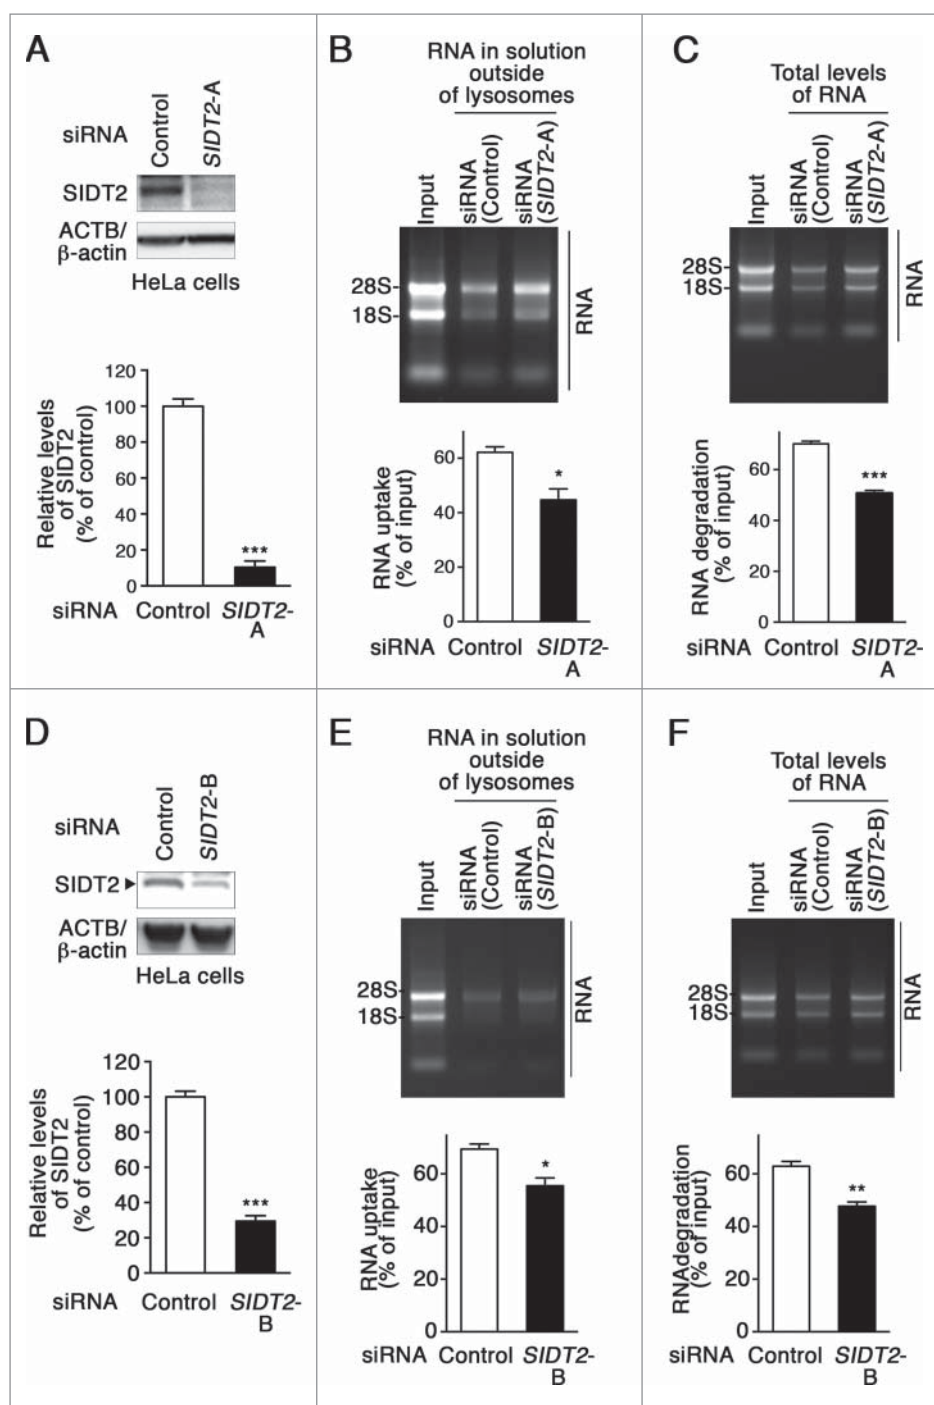 A
siRNA
Control
SIDT2-A
SIDT2
ACTB/
β-actin
HeLa cells
Relative levels
of SIDT2
(% of control)
120
100
80
60
40
20
0
***
siRNA Control SIDT2-
A
B
RNA in solution
outside
of lysosomes
Input
siRNA
(Control)
siRNA
(SIDT2-A)
28S-
18S-
RNA
RNA uptake
(% of input)
60
40
20
0
*
siRNA Control SIDT2-
A
C
Total levels
of RNA
Input
siRNA
(Control)
siRNA
(SIDT2-A)
28S-
18S-
RNA
RNA degradation
(% of input)
60
40
20
0
***
siRNA Control SIDT2-
A
D
siRNA
Control
SIDT2-B
SIDT2
ACTB/
β-actin
HeLa cells
Relative levels
of SIDT2
(% of control)
120
100
80
60
40
20
0
***
siRNA Control SIDT2-
B
E
RNA in solution
outside
of lysosomes
Input
siRNA
(Control)
siRNA
(SIDT2-B)
28S-
18S-
RNA
RNA uptake
(% of input)
60
40
20
0
*
siRNA Control SIDT2-
B
F
Total levels
of RNA
Input
siRNA
(Control)
siRNA
(SIDT2-B)
28S-
18S-
RNA
RNAdegradation
(% of input)
60
40
20
0
**
siRNA Control SIDT2-
B